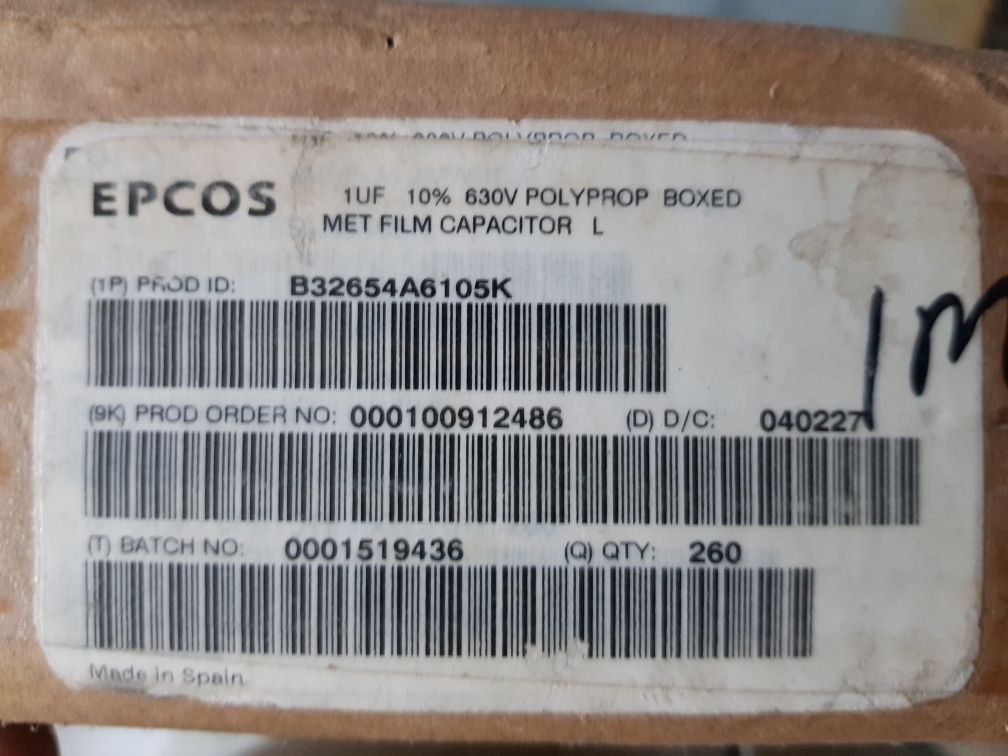 EPCOS 1UF 10% 630V POLYPROP BOXED
MET FILM CAPACITOR L
(1P) PROD ID: B32654A6105K
(9K) PROD ORDER NO: 000100912486 (D) D/C: 040227
(T) BATCH NO: 0001519436 (Q) QTY: 260
Made in Spain